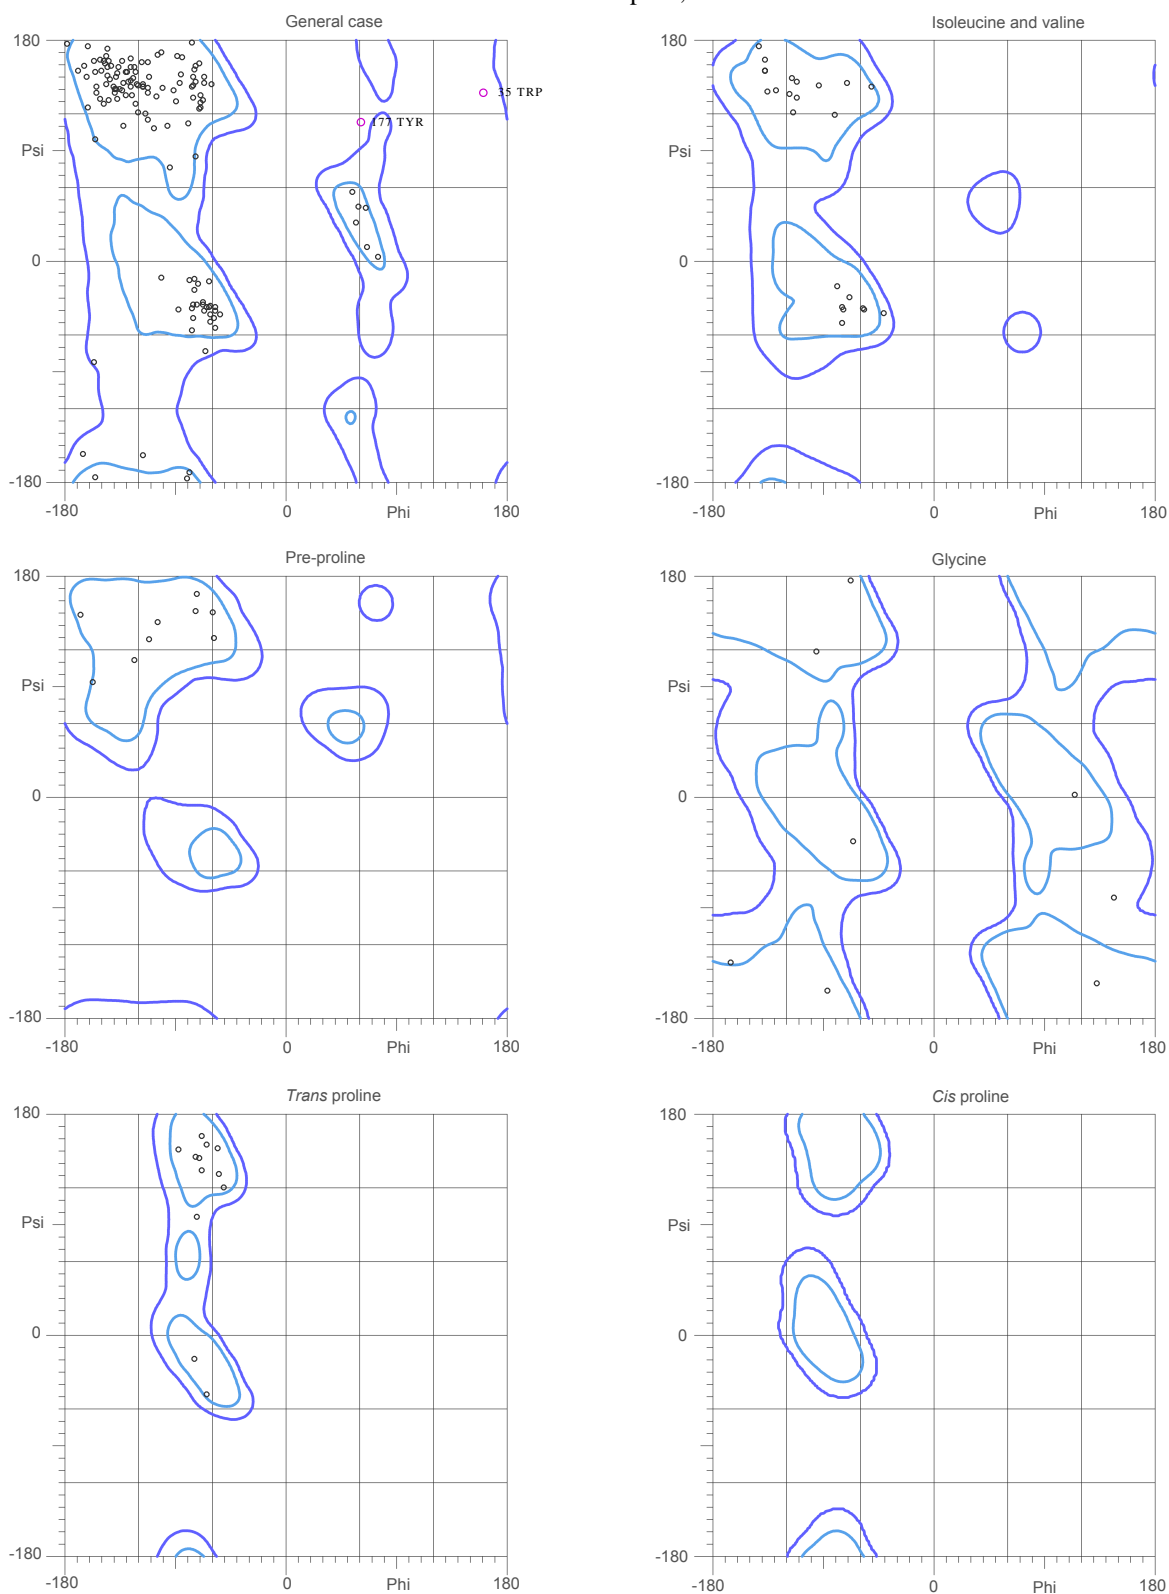 General case
Isoleucine and valine
180
35 TRP
177 TYR
Psi
0
-180
-180
0
Phi
180
180
Psi
0
-180
-180
0
Phi
180
Pre-proline
Glycine
180
Psi
0
-180
-180
0
Phi
180
180
Psi
0
-180
-180
0
Phi
180
Trans proline
Cis proline
180
Psi
0
-180
-180
0
Phi
180
180
Psi
0
-180
-180
0
Phi
180